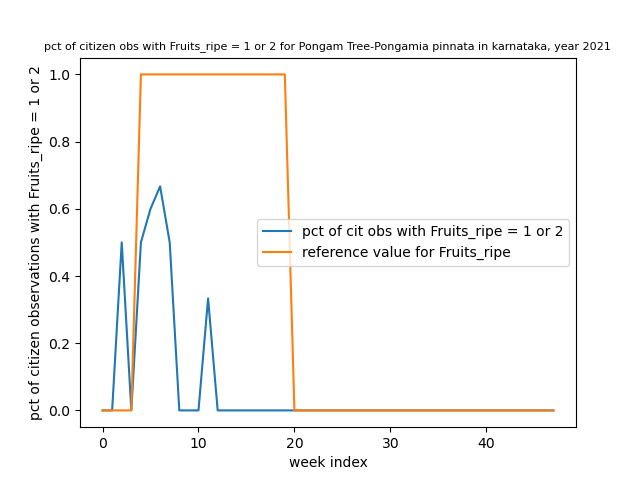 pct of citizen obs with Fruits_ripe = 1 or 2 for Pongam Tree-Pongamia pinnata in karnataka, year 2021
pct of citizen observations with Fruits_ripe = 1 or 2
1.0
0.8
0.6
0.4
0.2
0.0
pct of cit obs with Fruits_ripe = 1 or 2
reference value for Fruits_ripe
0 10 20 30 40
week index